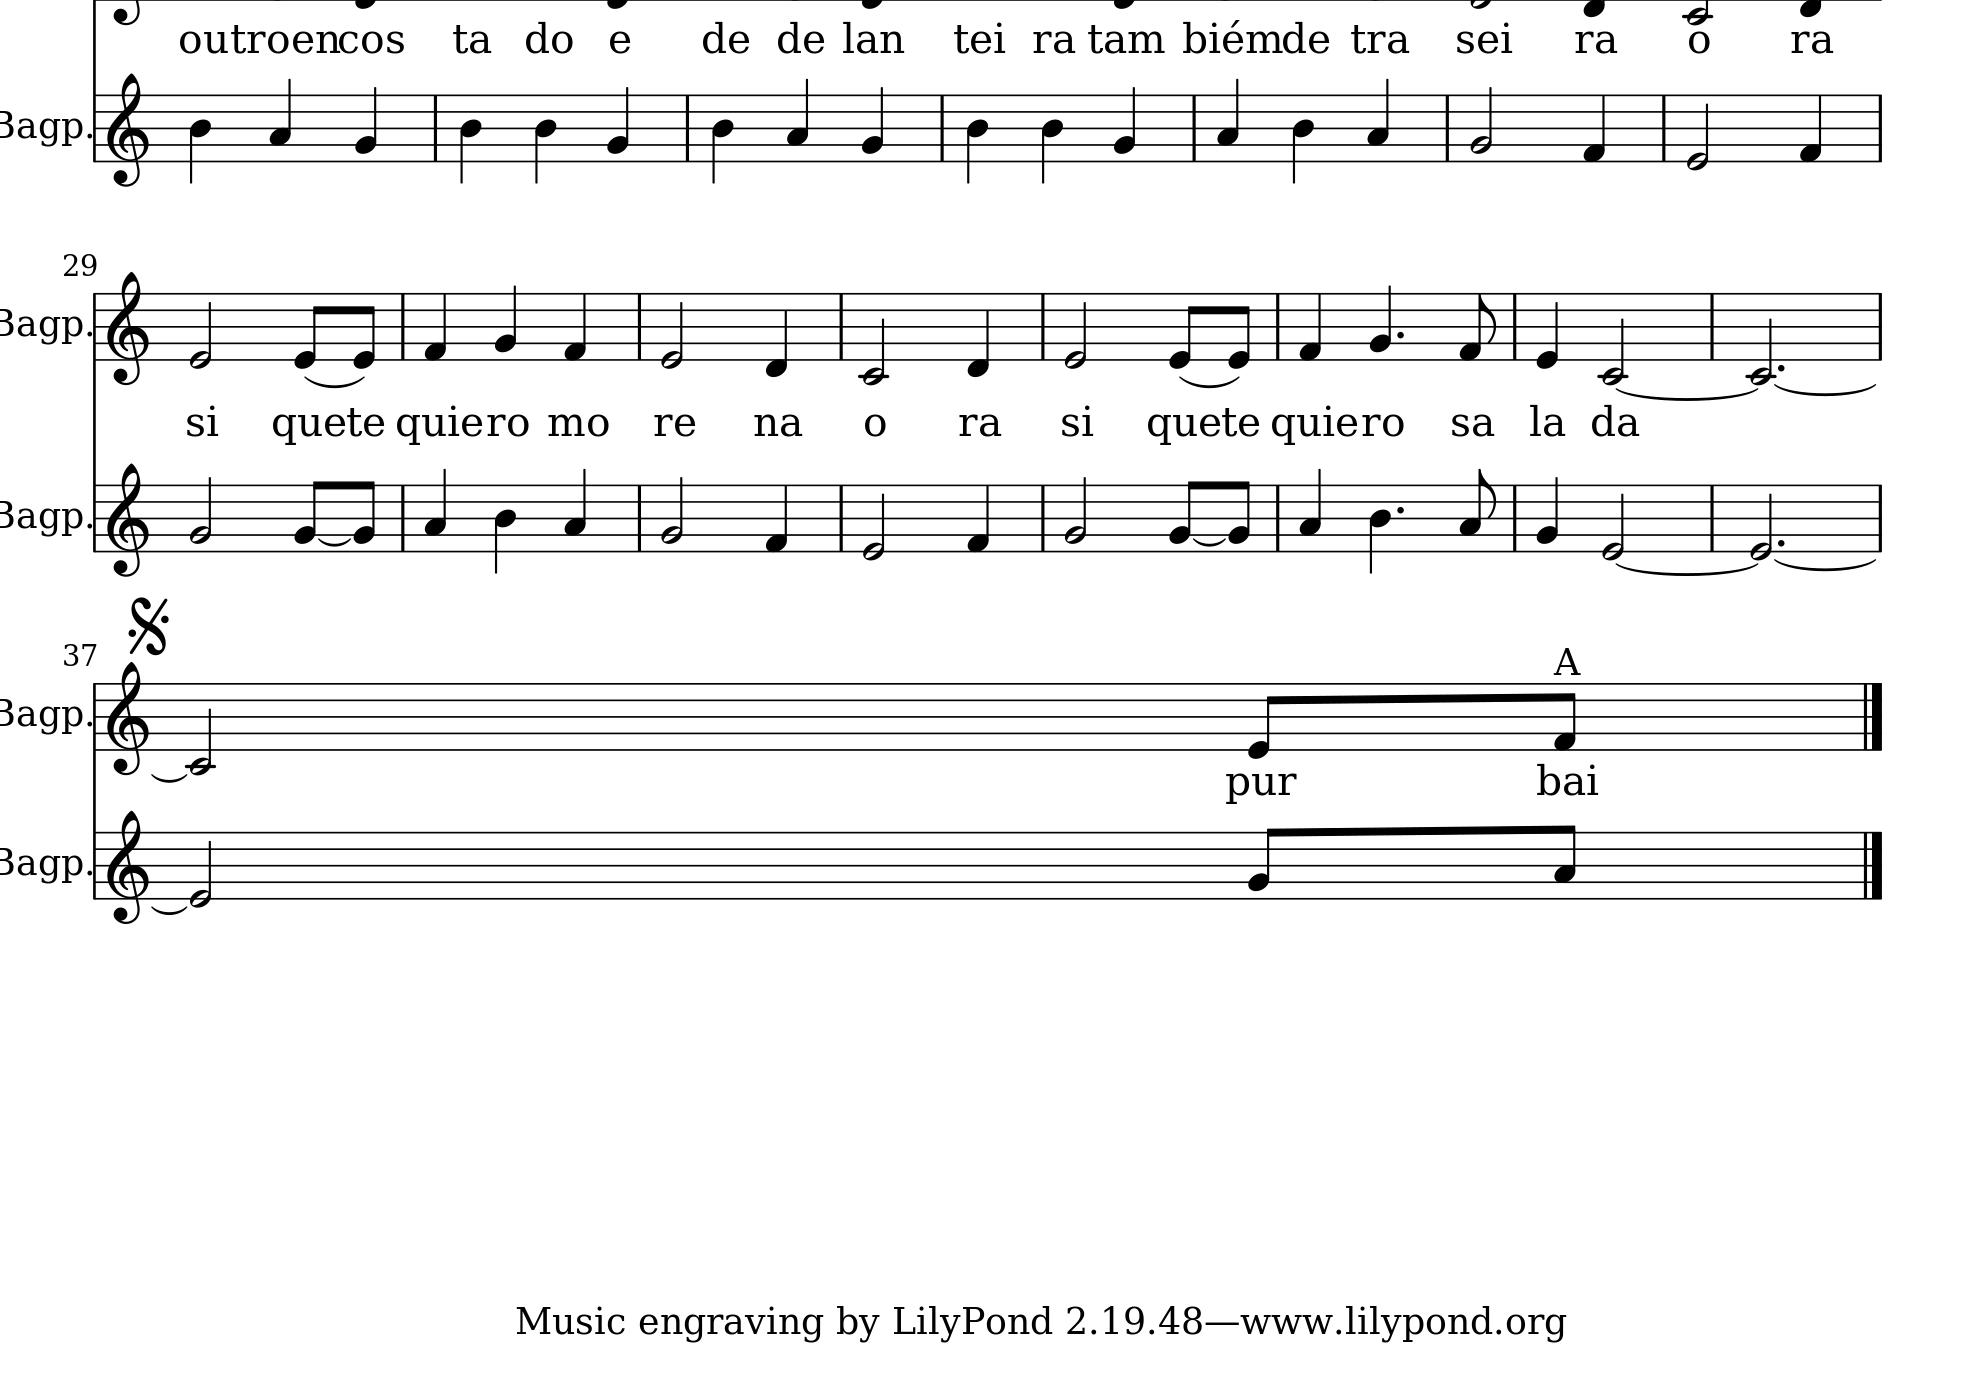 outroencos ta do e de de lan tei ra tam biémde tra sei ra o ra
Bagp.
29
Bagp.
si quete quiero mo re na o ra si quete quiero sa la da
Bagp.
37
A
Bagp.
pur bai
Bagp.
Music engraving by LilyPond 2.19.48—www.lilypond.org